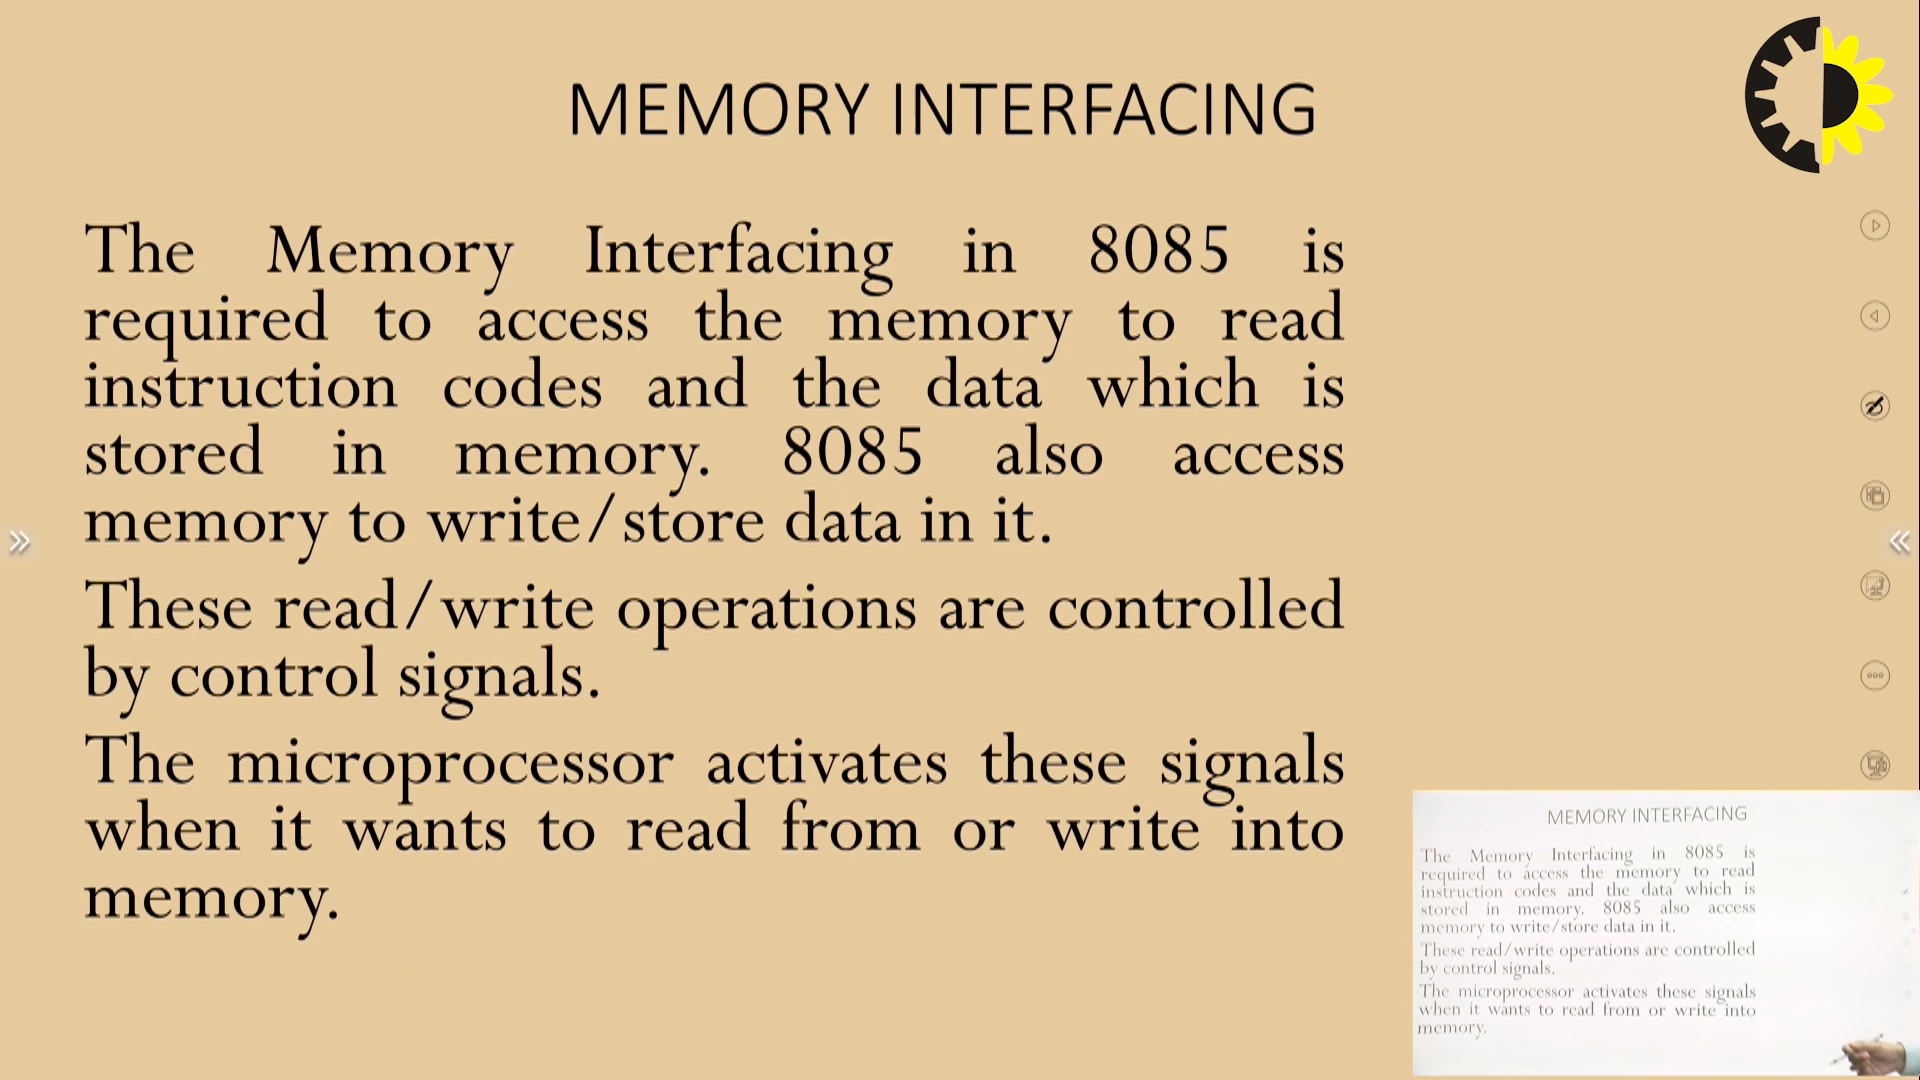 MEMORY INTERFACING
The Memory Interfacing in 8085 is
required to access the memory to read
instruction codes and the data which is
stored in memory. 8085 also access
memory to write/store data in it.
These read/write operations are controlled
by control signals.
The microprocessor activates these signals
when it wants to read from or write into
memory.
MEMORY INTERFACING
The Memory Interfacing in 8085 is
required to access the memory to read
instruction codes and the data which is
stored in memory. 8085 also access
memory to write/store data in it.
These read/write operations are controlled
by control signals.
The microprocessor activates these signals
when it wants to read from or write into
memory.